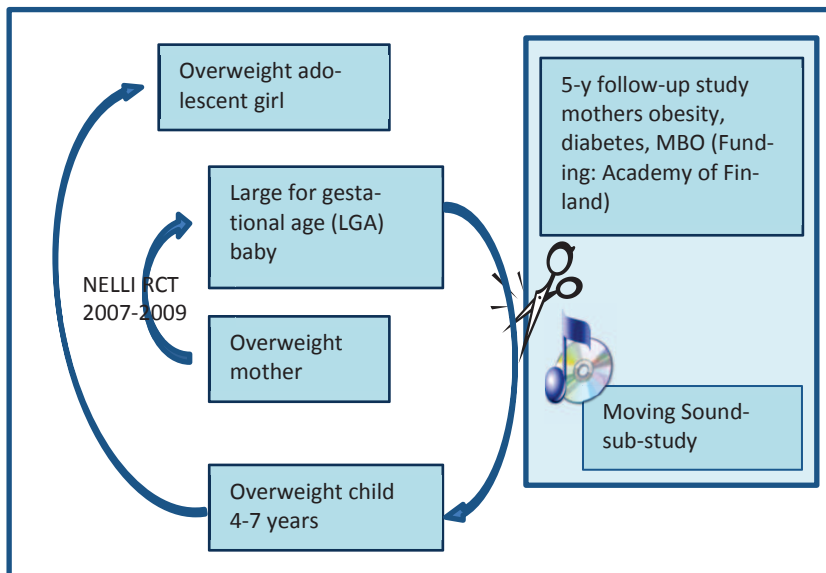 Overweight ado-
lescent girl
Large for gesta-
tional age (LGA)
baby
NELLI RCT
2007-2009
Overweight
mother
Overweight child
4-7 years
5-y follow-up study
mothers obesity,
diabetes, MBO (Fund-
ing: Academy of Fin-
land)
Moving Sound-
sub-study